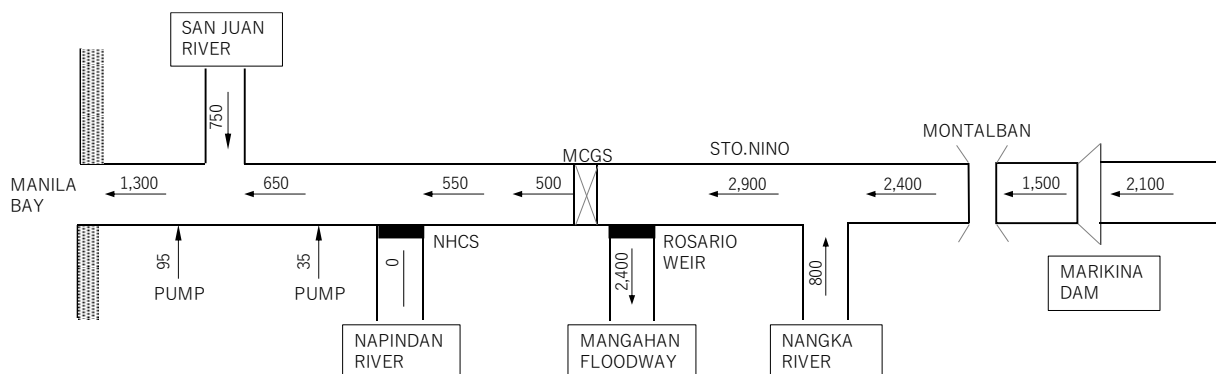 SAN JUAN
RIVER
750
MONTALBAN
MCGS
STO.NINO
MANILA
BAY
1,300
650
550
500
2,900
2,400
1,500
2,100
NHCS
ROSARIO
WEIR
95
PUMP
35
PUMP
0
2,400
800
MARIKINA
DAM
NAPINDAN
RIVER
MANGAHAN
FLOODWAY
NANGKA
RIVER